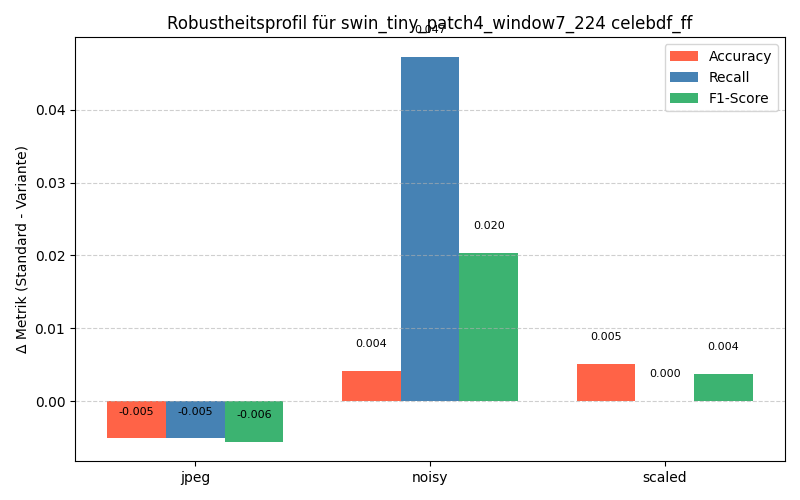 Robustheitsprofil für swin_tiny_patch4_window7_224 celebdf_ff
0.047
Accuracy
Recall
F1-Score
Δ Metrik (Standard - Variante)
0.04
0.03
0.02
0.01
0.00
-0.005
-0.005
-0.006
0.004
0.020
0.005
0.000
0.004
jpeg
noisy
scaled